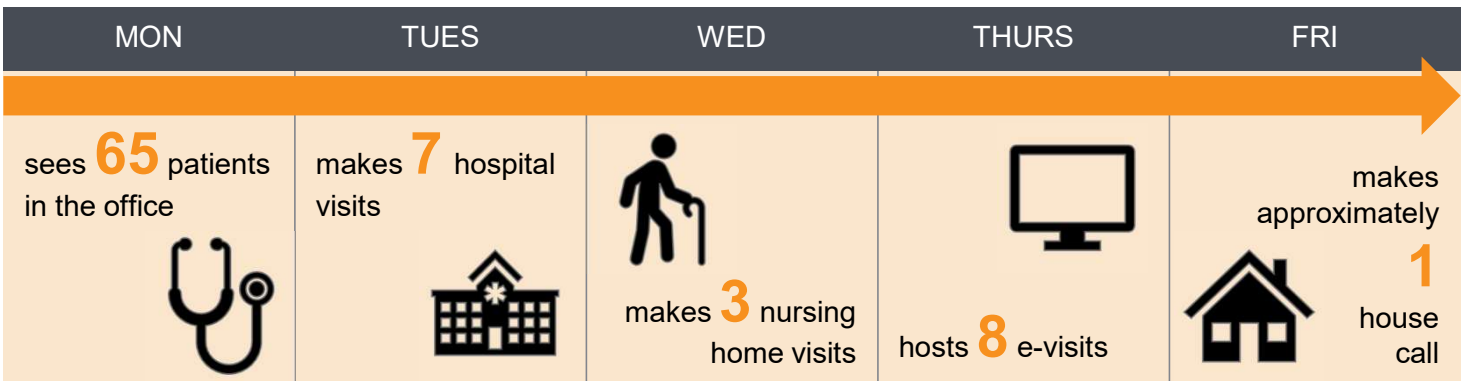 MON
TUES
WED
THURS
FRI
sees 65 patients
in the office
makes 7 hospital
visits
makes 3 nursing
home visits
hosts 8 e-visits
makes
approximately
1
house
call